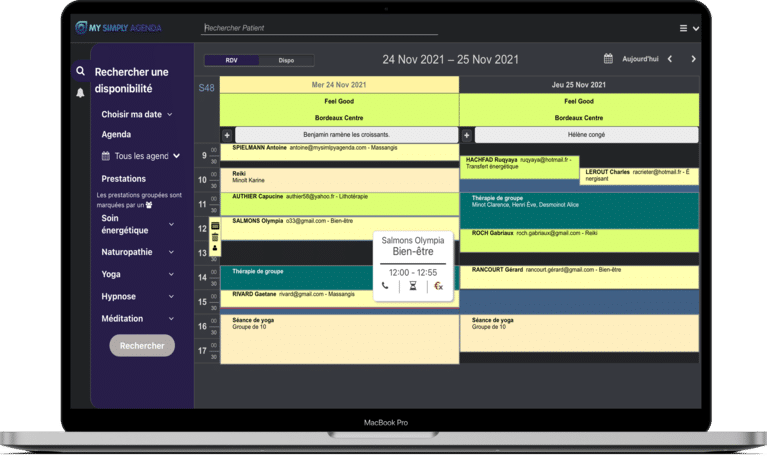 MY SiMPLY AGENDA
Rechercher Patient
Rechercher une
disponibilité
Choisir ma date
Agenda
Tous les agend
Prestations
Les prestations groupées sont
marquées par un
Soin
énergétique
Naturopathie
Yoga
Hypnose
Méditation
Rechercher
RDV
Dispo
24 Nov 2021 – 25 Nov 2021
Aujourd'hui
S48
Mer 24 Nov 2021
Jeu 25 Nov 2021
Feel Good
Bordeaux Centre
Feel Good
Bordeaux Centre
+
Benjamin ramène les croissants.
+
Hélène congé
9 00
30
10 00
30
11 00
30
12
13
30
14 00
30
15 00
30
16 00
30
17 00
30
SPIELMANN Antoine antoine@mysimlpyagenda.com - Massangis
Reiki
Minolt Karine
AUTHIER Capucine authier58@yahoo.fr - Lithotérapie
SALMONS Olympia o33@gmail.com - Bien-être
Salmons Olympia
Bien-être
12:00 - 12:55
Thérapie de groupe
RIVARD Gaetane rivard@gmail.com - Massangis
Séance de yoga
Groupe de 10
HACHFAD Ruqyaya ruqyaya@hotmail.fr -
Transfert énergétique
LEROUT Charles racrieter@hotmail.fr - É
nergisant
Thérapie de groupe
Minot Clarence, Henri Ève, Desmoinot Alice
ROCH Gabriaux roch.gabriaux@gmail.com - Reiki
RANCOURT Gérard rancourt.gérard@gmail.com - Bien-être
Séance de yoga
Groupe de 10
MacBook Pro